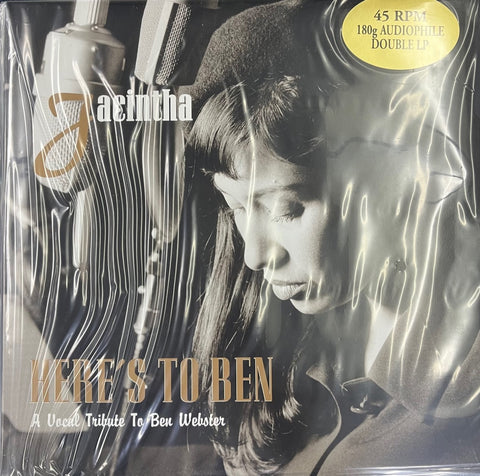 45 RPM
180g AUDIOPHILE
DOUBLE LP
Jacintha
HERE'S TO BEN
A Vocal Tribute To Ben Webster